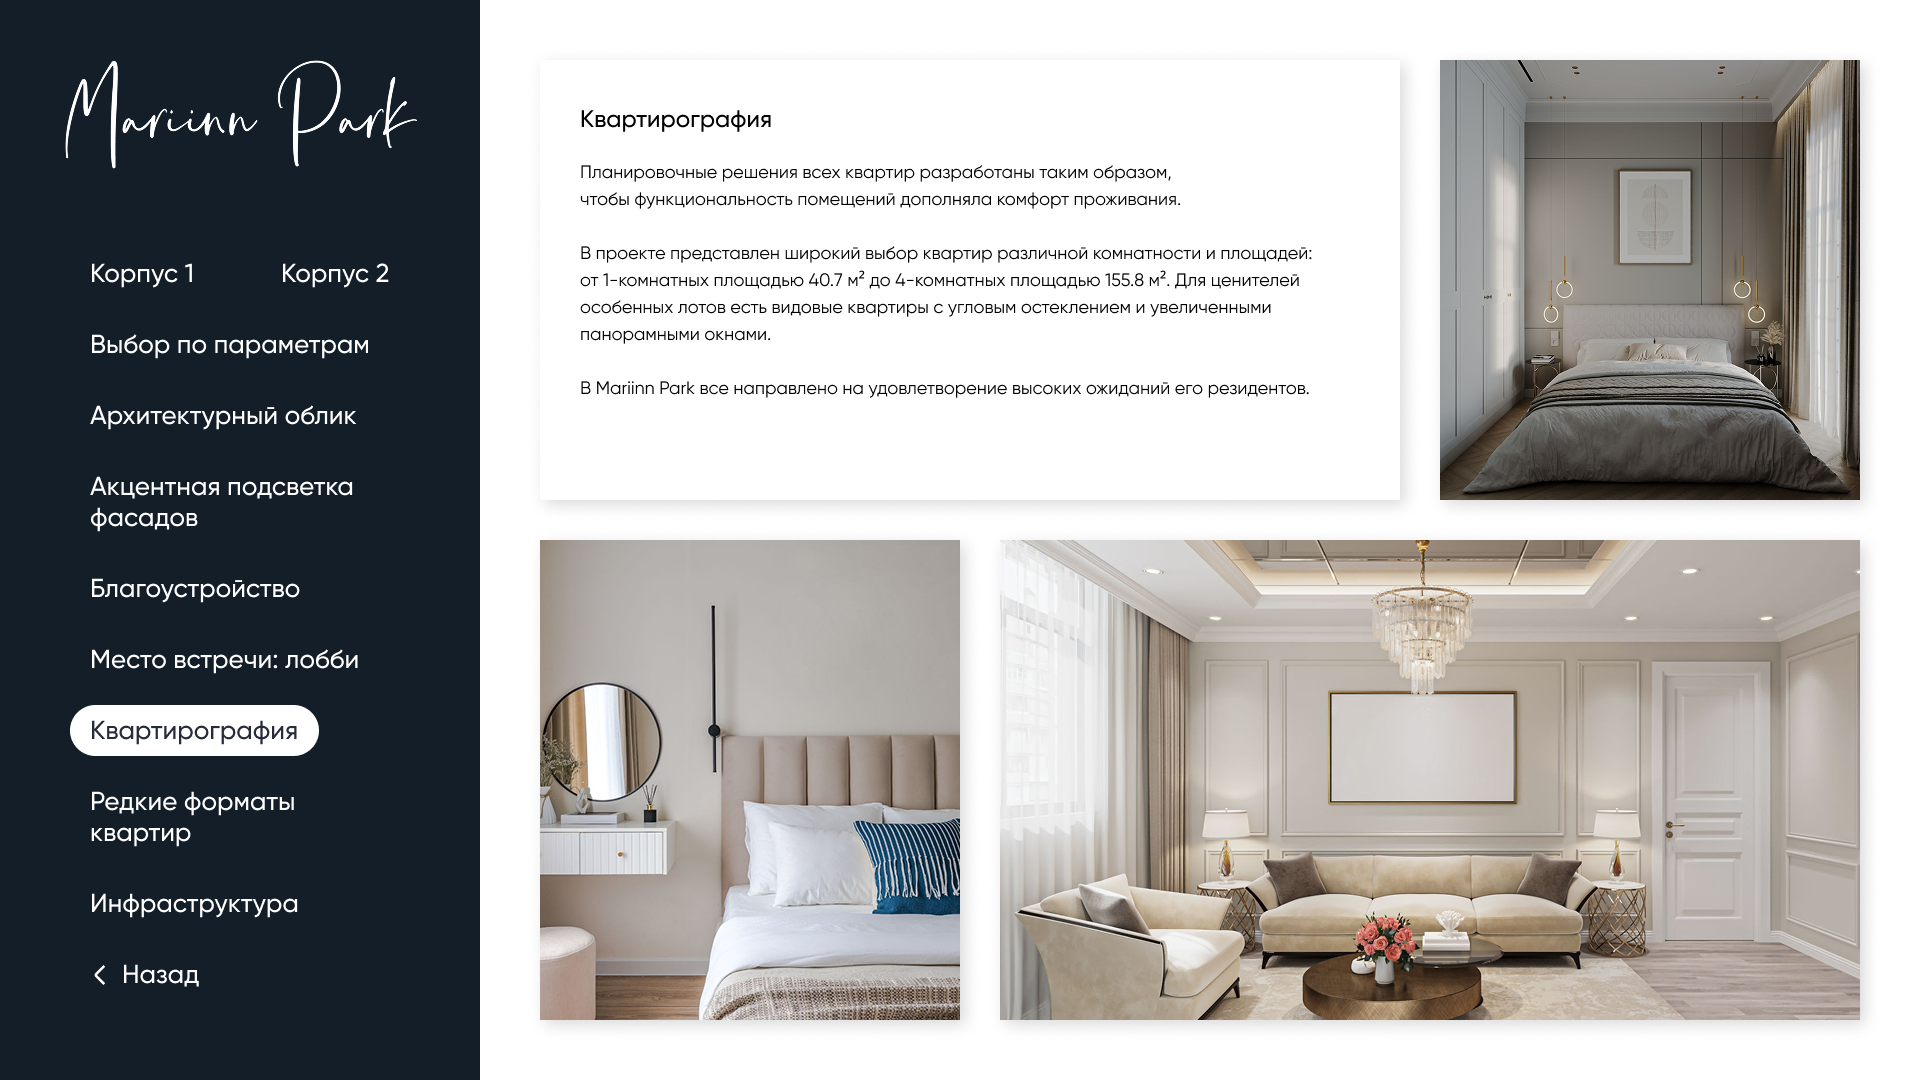 Mariinn Park
Корпус 1
Корпус 2
Выбор по параметрам
Архитектурный облик
Акцентная подсветка
фасадов
Благоустройство
Место встречи: лобби
Квартирография
Редкие форматы
квартир
Инфраструктура
Назад
Квартирография
Планировочные решения всех квартир разработаны таким образом,
чтобы функциональность помещений дополняла комфорт проживания.
В проекте представлен широкий выбор квартир различной комнатности и площадей:
от 1-комнатных площадью 40.7 м² до 4-комнатных площадью 155.8 м². Для ценителей
особенных лотов есть видовые квартиры с угловым остеклением и увеличенными
панорамными окнами.
В Mariinn Park все направлено на удовлетворение высоких ожиданий его резидентов.